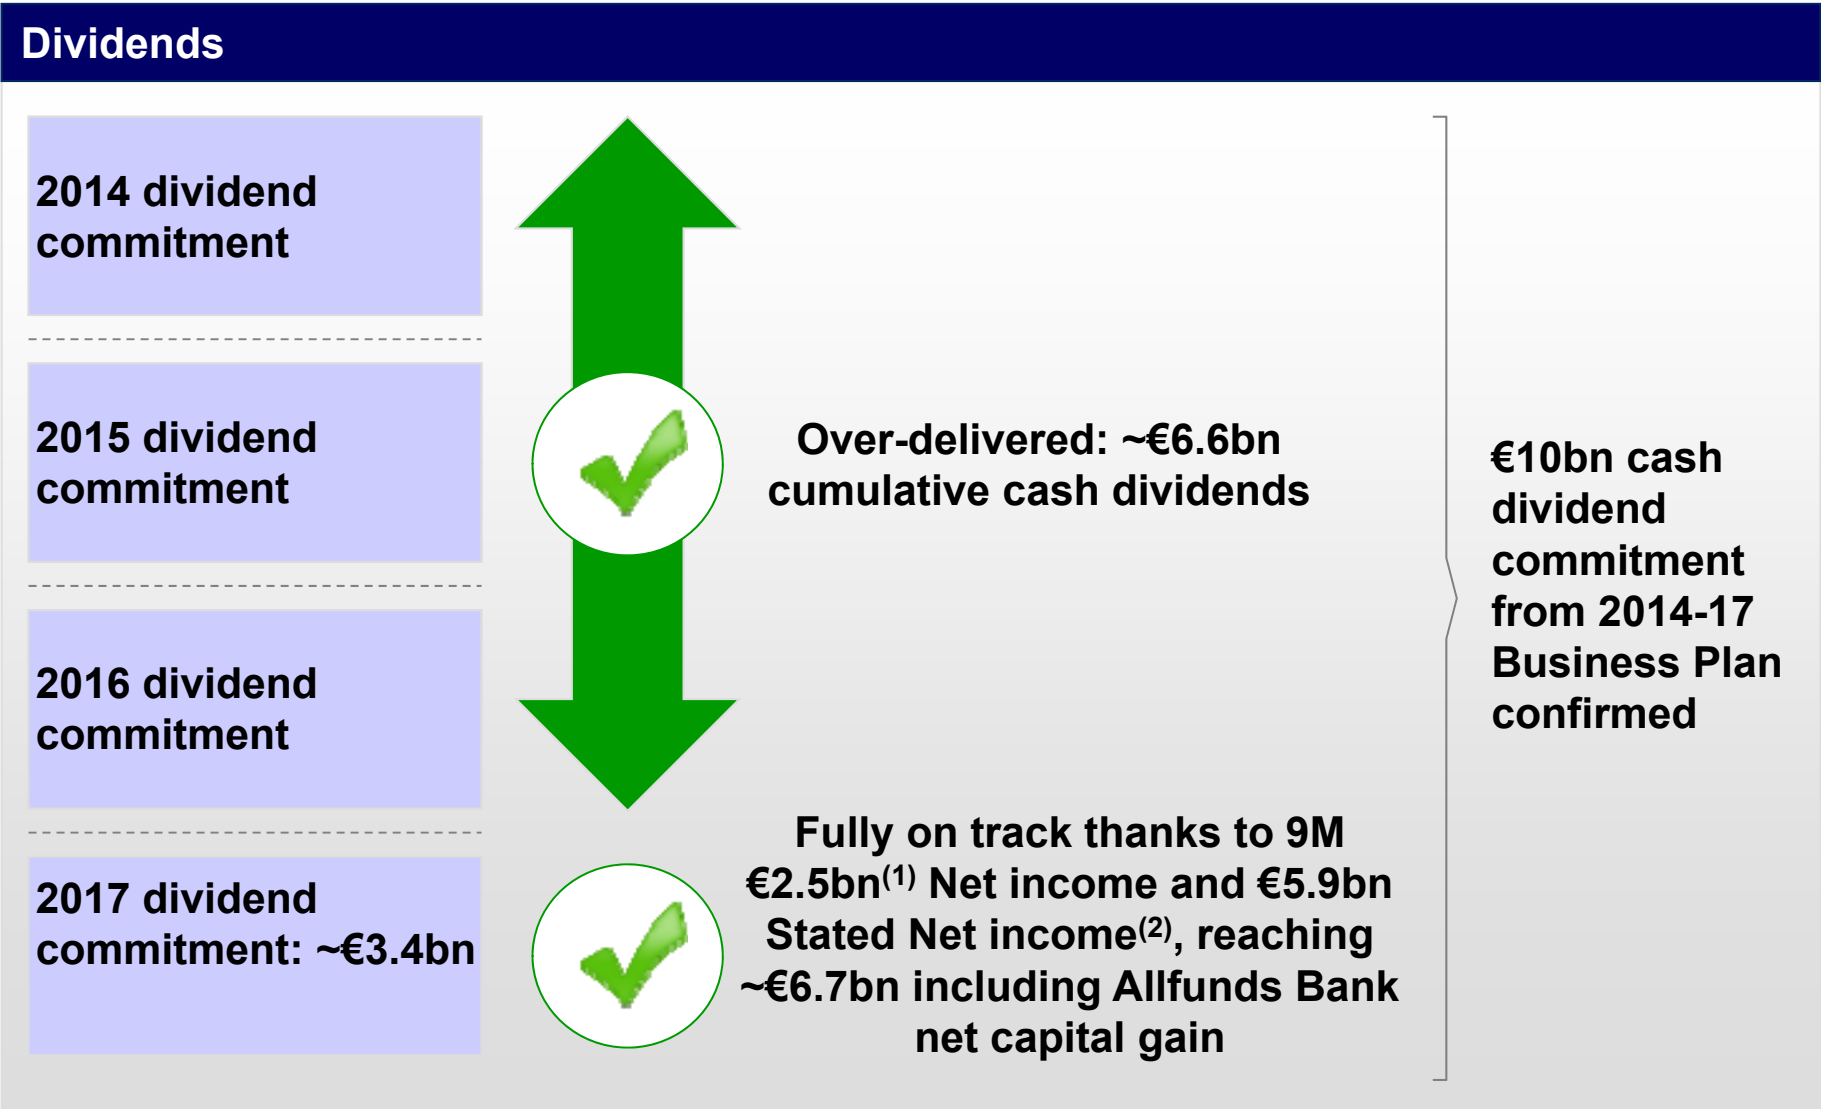 Dividends
2014 dividend
commitment
2015 dividend
commitment
2016 dividend
commitment
2017 dividend
commitment: ~€3.4bn
Over-delivered: ~€6.6bn
cumulative cash dividends
Fully on track thanks to 9M
€2.5bn(1) Net income and €5.9bn
Stated Net income(2), reaching
~€6.7bn including Allfunds Bank
net capital gain
€10bn cash
dividend
commitment
from 2014-17
Business Plan
confirmed